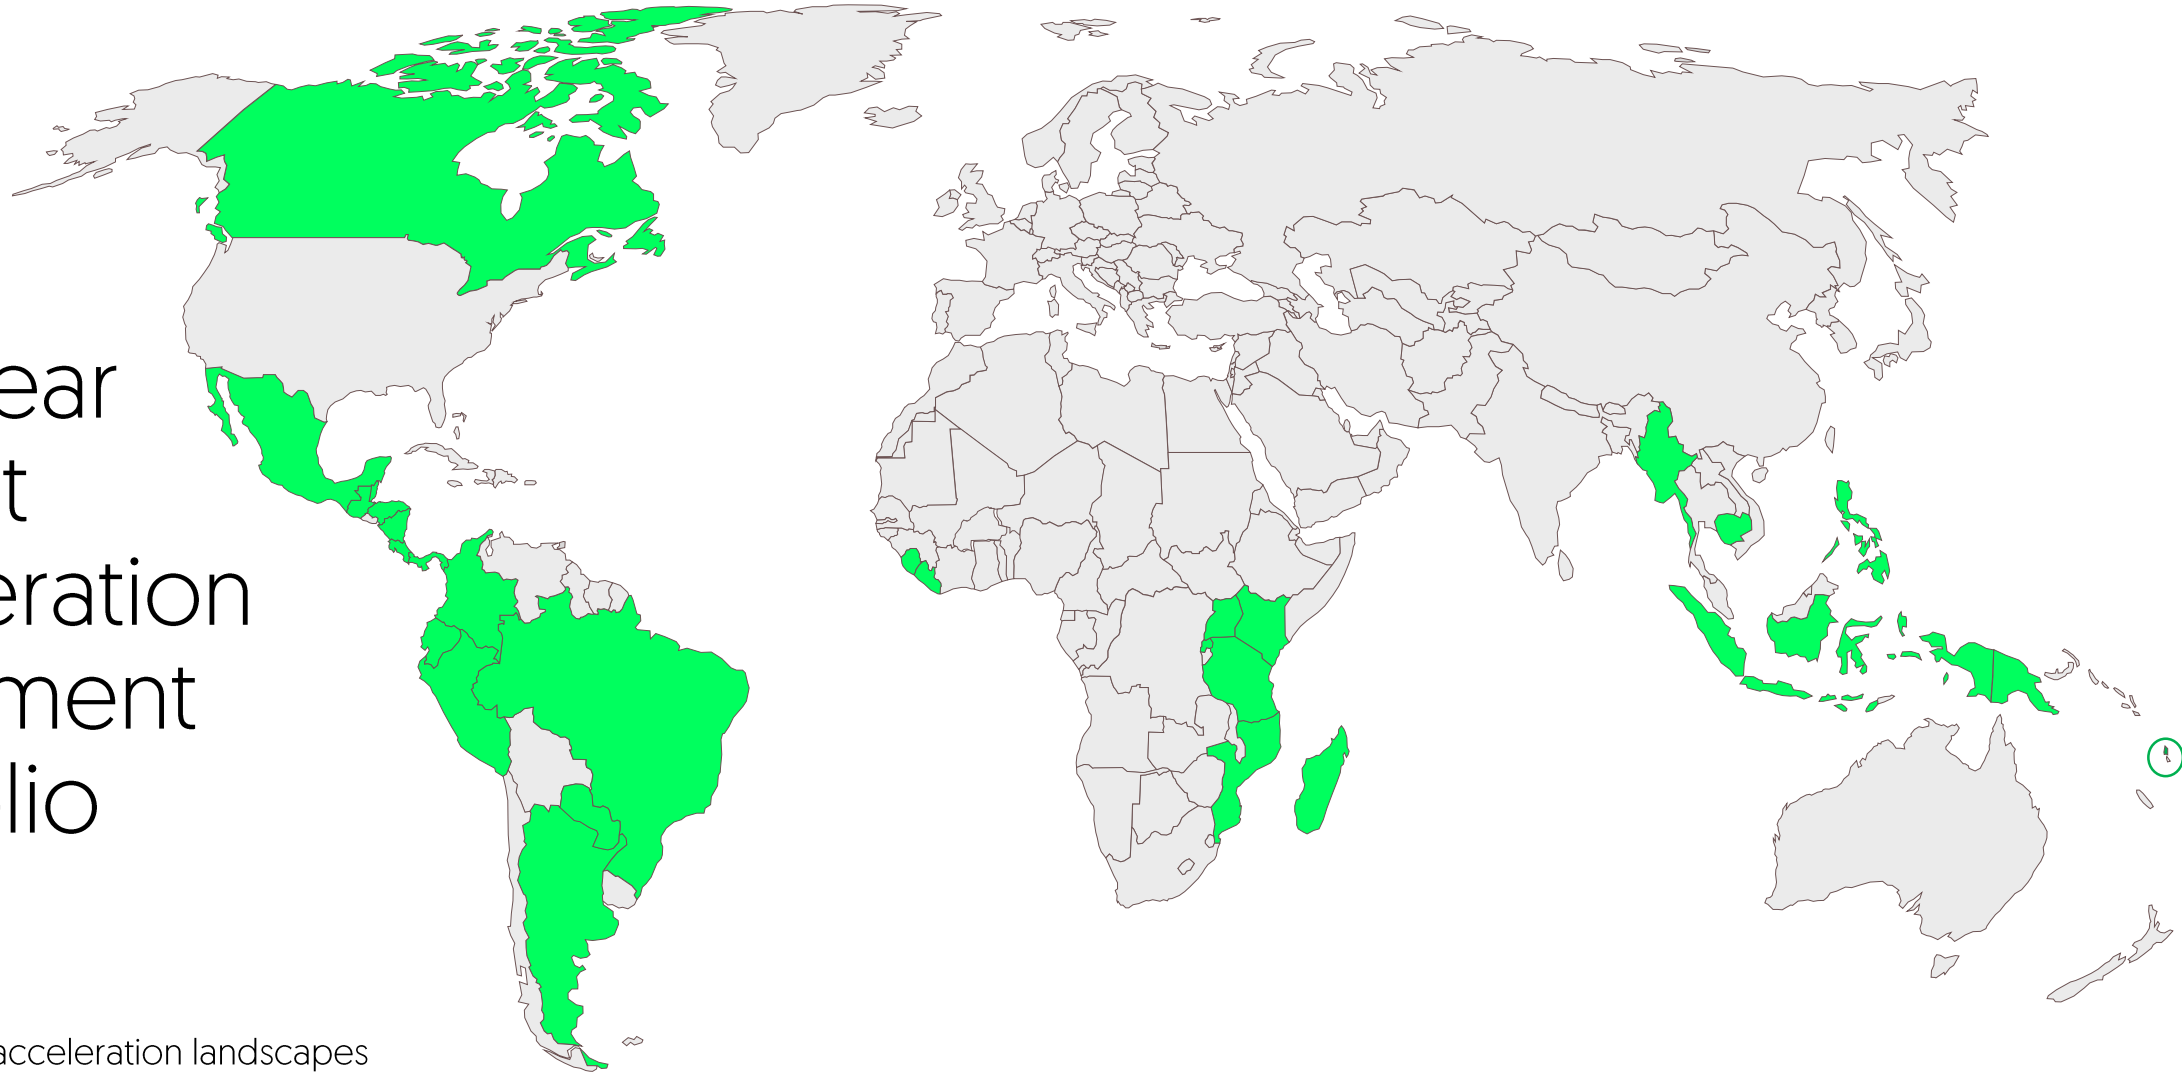 ear
t
eration
ment
lio
acceleration landscapes